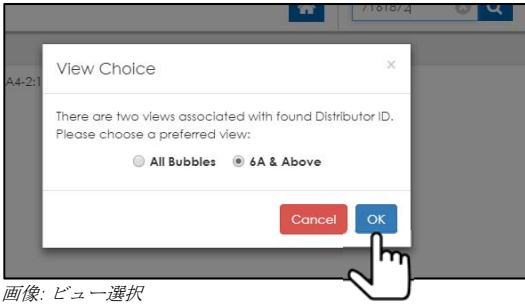 7161872
A4-2:1
View Choice ×
There are two views associated with found Distributor ID.
Please choose a preferred view:
All Bubbles 6A & Above
Cancel OK
画像: ビュー選択